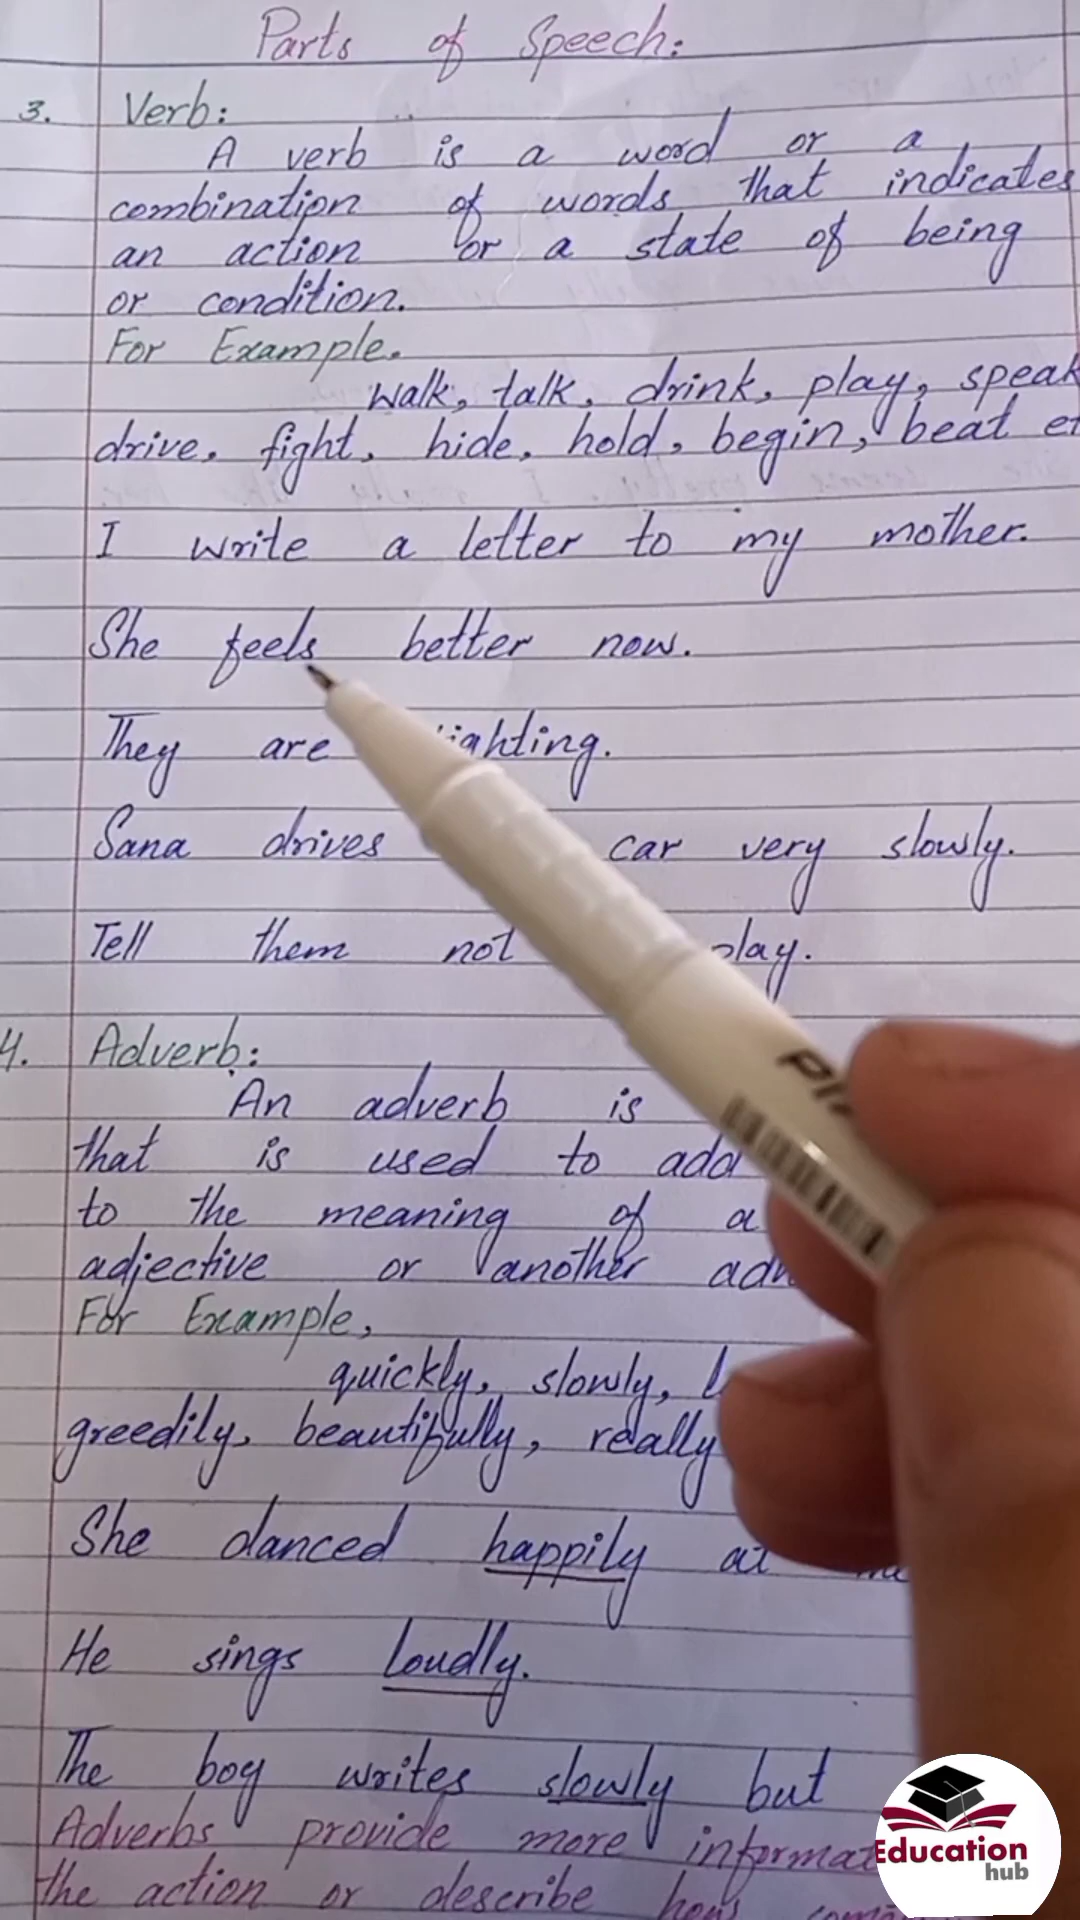 Parts of Speech:
3. Verb:
A verb is a word or a
combination of words that indicates
an action or a state of being
or condition.
For Example.
walk, talk, drink, play, speak
drive, fight, hide, hold, begin, beat
I write a letter to my mother.
She feels better now.
They are
Sana drives car very slowly.
Tell them not
4. Adverb:
An adverb is
that is used to add
to the meaning of a
adjective or another
For Example,
quickly, slowly,
greedily, beautifully, really
She danced happily at
He sings loudly.
The boy writes slowly but
Adverbs provide more
the action or describe how
Education
hub